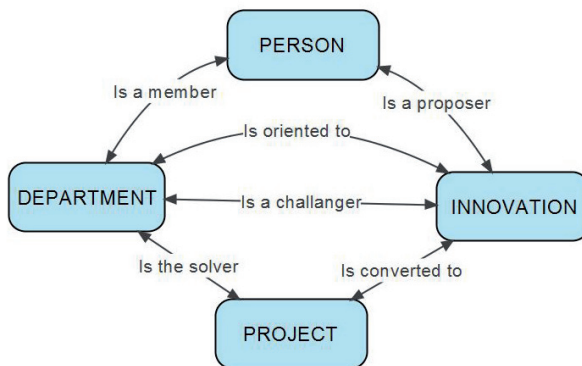 PERSON
Is a member
Is a proposer
Is oriented to
DEPARTMENT
Is a challanger
INNOVATION
Is the solver
Is converted to
PROJECT